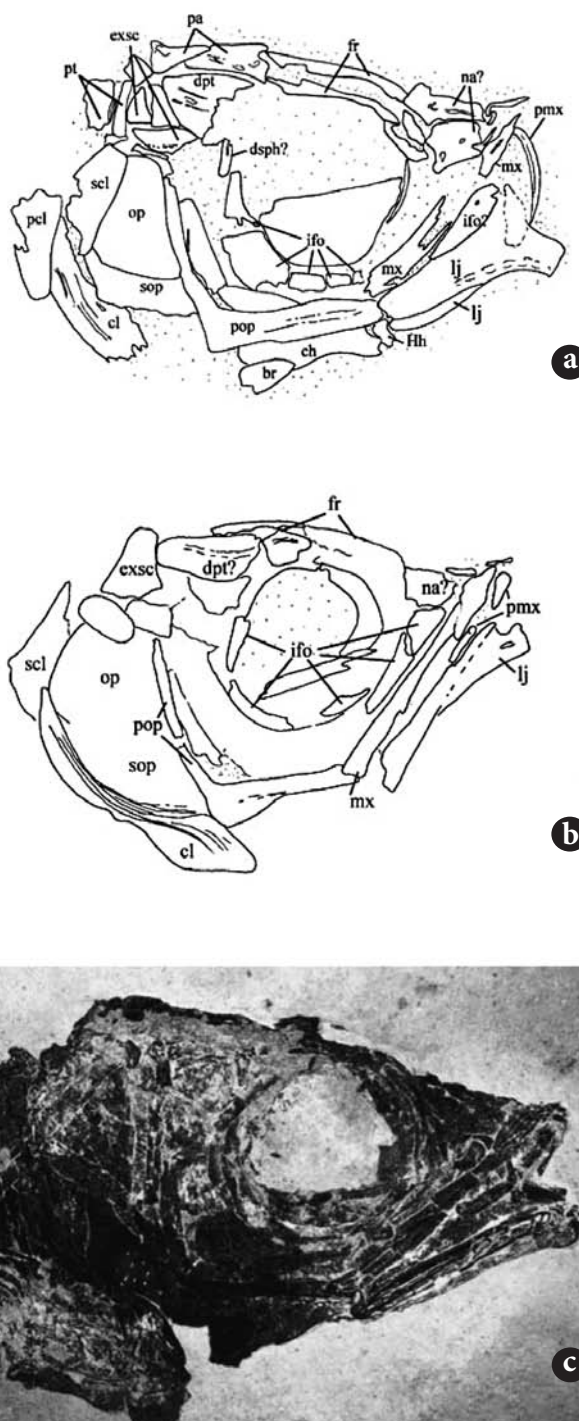 exsc pa
fr
pt dpt na?
pmx
dsph?
mx
scl
pcl op ifo?
ifo
mx lj
sop
cl pop lj
Hh
ch
br
a
fr
exsc dpt?
na?
pmx
scl op ifo lj
pop
sop
mx
cl
b
c